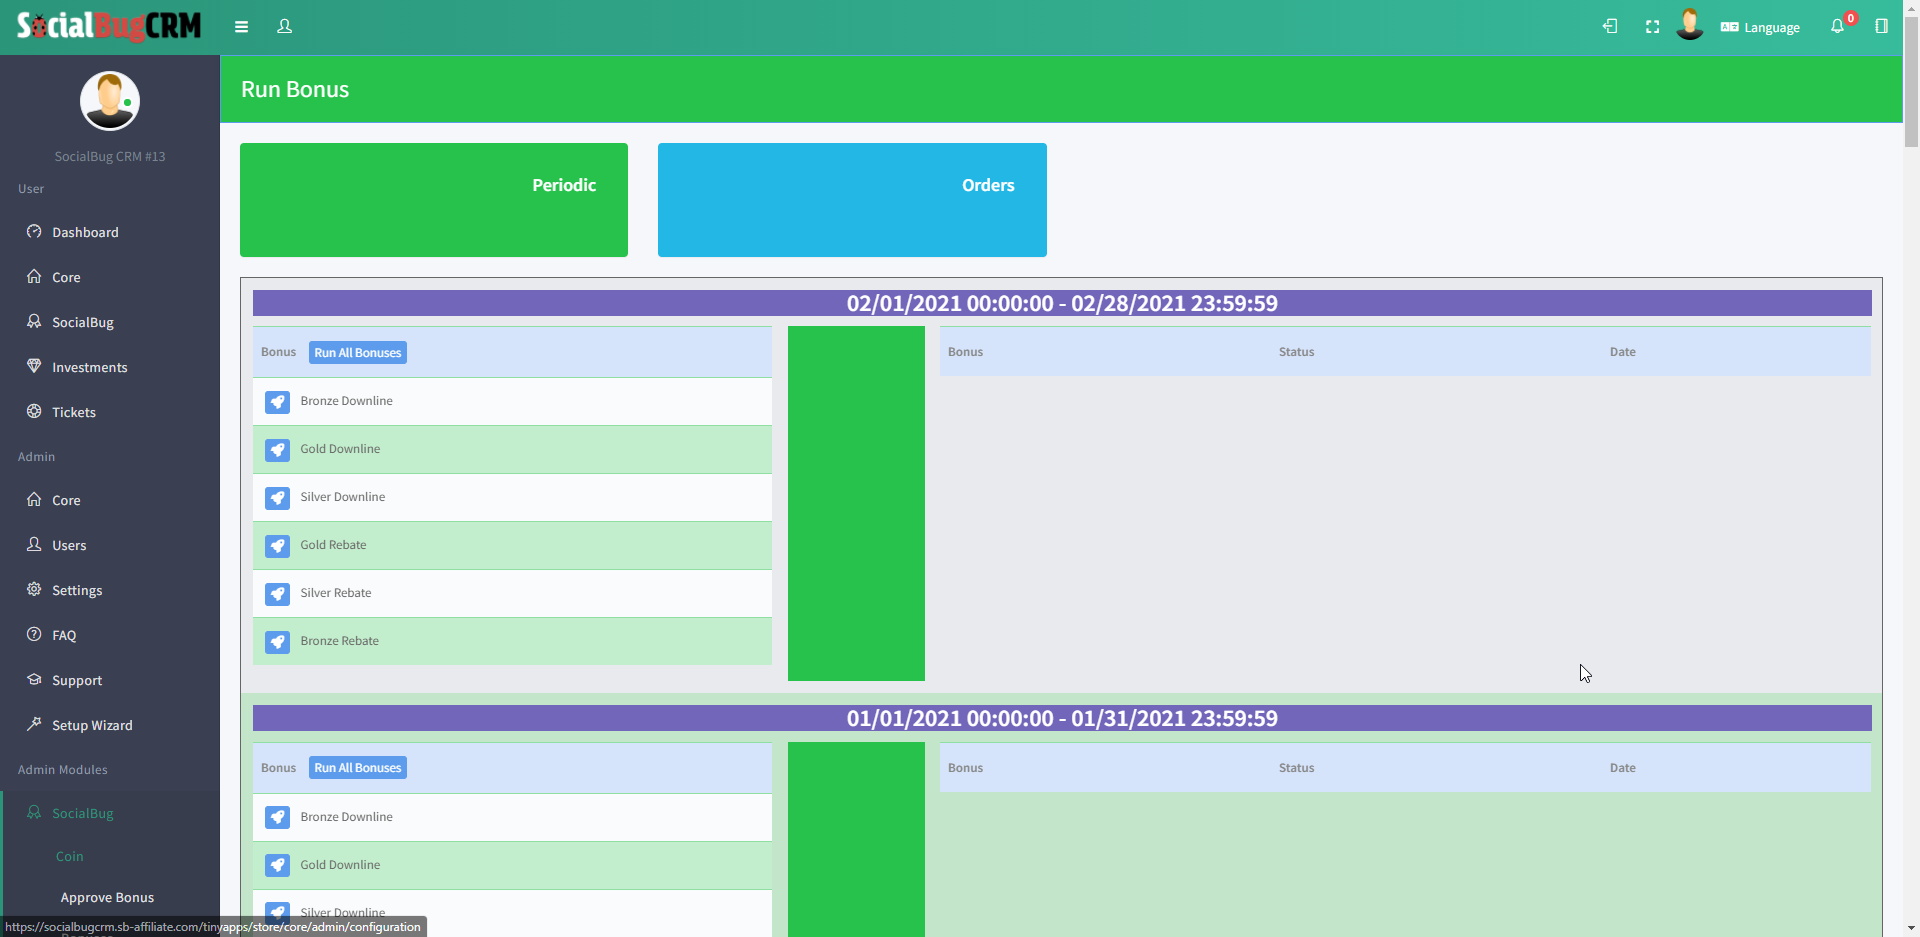 SocialBugCRM
Language
0
SocialBug CRM #13
User
Dashboard
Core
SocialBug
Investments
Tickets
Admin
Core
Users
Settings
FAQ
Support
Setup Wizard
Admin Modules
SocialBug
Coin
Approve Bonus
https://socialbugcrm.sb-affiliate.com/tinyapps/store/core/admin/configuration
Run Bonus
Periodic
Orders
02/01/2021 00:00:00 - 02/28/2021 23:59:59
Bonus Run All Bonuses
Bronze Downline
Gold Downline
Silver Downline
Gold Rebate
Silver Rebate
Bronze Rebate
Bonus Status Date
01/01/2021 00:00:00 - 01/31/2021 23:59:59
Bonus Run All Bonuses
Bronze Downline
Gold Downline
Silver Downline
Bonus Status Date